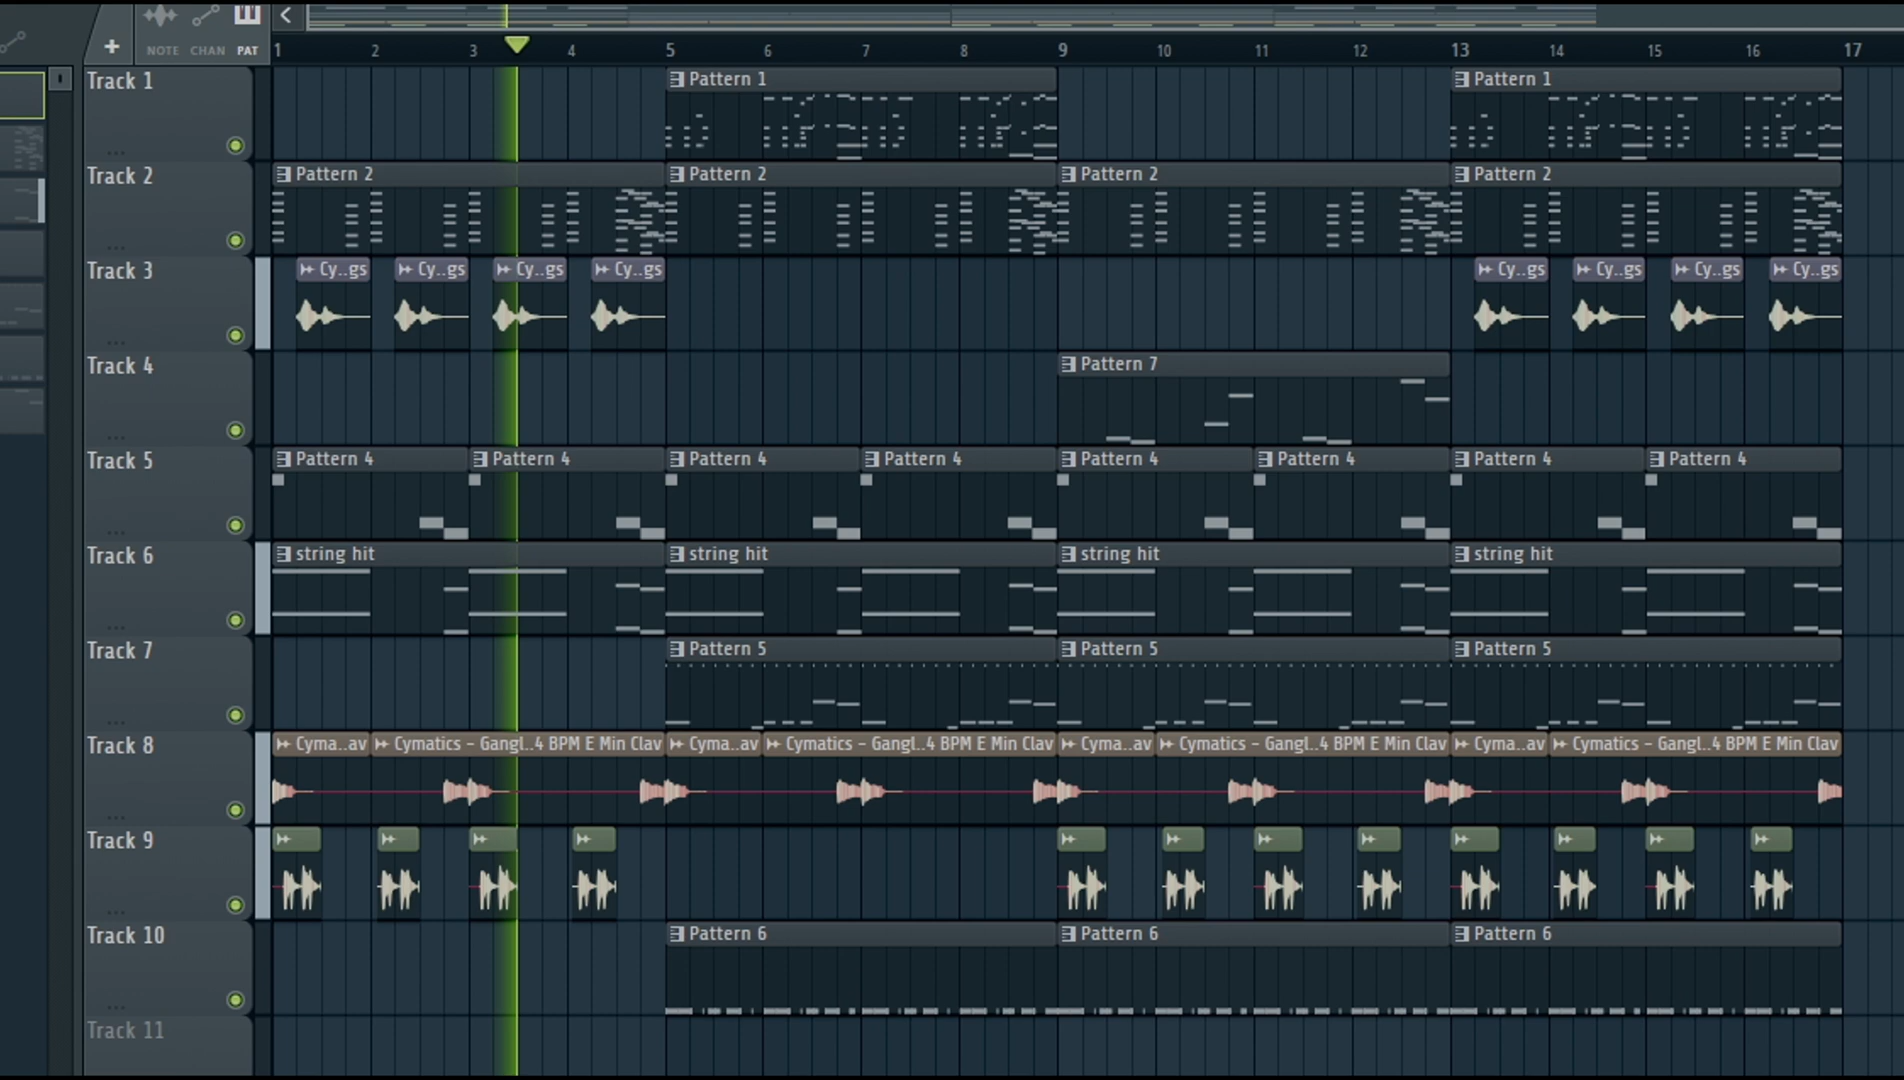 NOTE CHAN PAT
1 2 3 4 5 6 7 8 9 10 11 12 13 14 15 16 17
Track 1
Pattern 1 Pattern 1
Track 2
Pattern 2 Pattern 2 Pattern 2 Pattern 2
Track 3
Cy..gs Cy..gs Cy..gs Cy..gs Cy..gs Cy..gs Cy..gs Cy..gs
Track 4
Pattern 7
Track 5
Pattern 4 Pattern 4 Pattern 4 Pattern 4 Pattern 4 Pattern 4 Pattern 4 Pattern 4
Track 6
string hit string hit string hit string hit
Track 7
Pattern 5 Pattern 5 Pattern 5
Track 8
Cyma..av Cymatics - Gangl..4 BPM E Min Clav Cyma..av Cymatics - Gangl..4 BPM E Min Clav Cyma..av Cymatics - Gangl..4 BPM E Min Clav Cyma..av Cymatics - Gangl..4 BPM E Min Clav
Track 9
Track 10
Pattern 6 Pattern 6 Pattern 6
Track 11